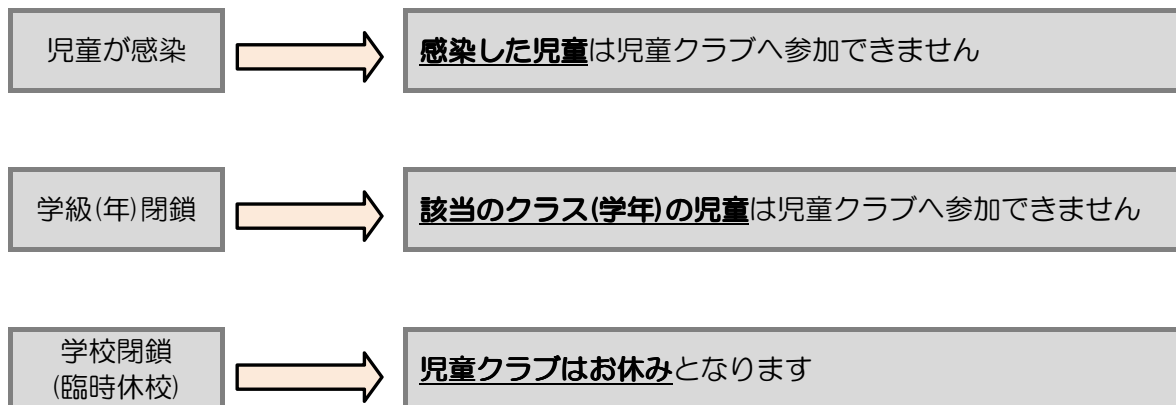 児童が感染
感染した児童は児童クラブへ参加できません
学級(年)閉鎖
該当のクラス(学年)の児童は児童クラブへ参加できません
学校閉鎖
(臨時休校)
児童クラブはお休みとなります